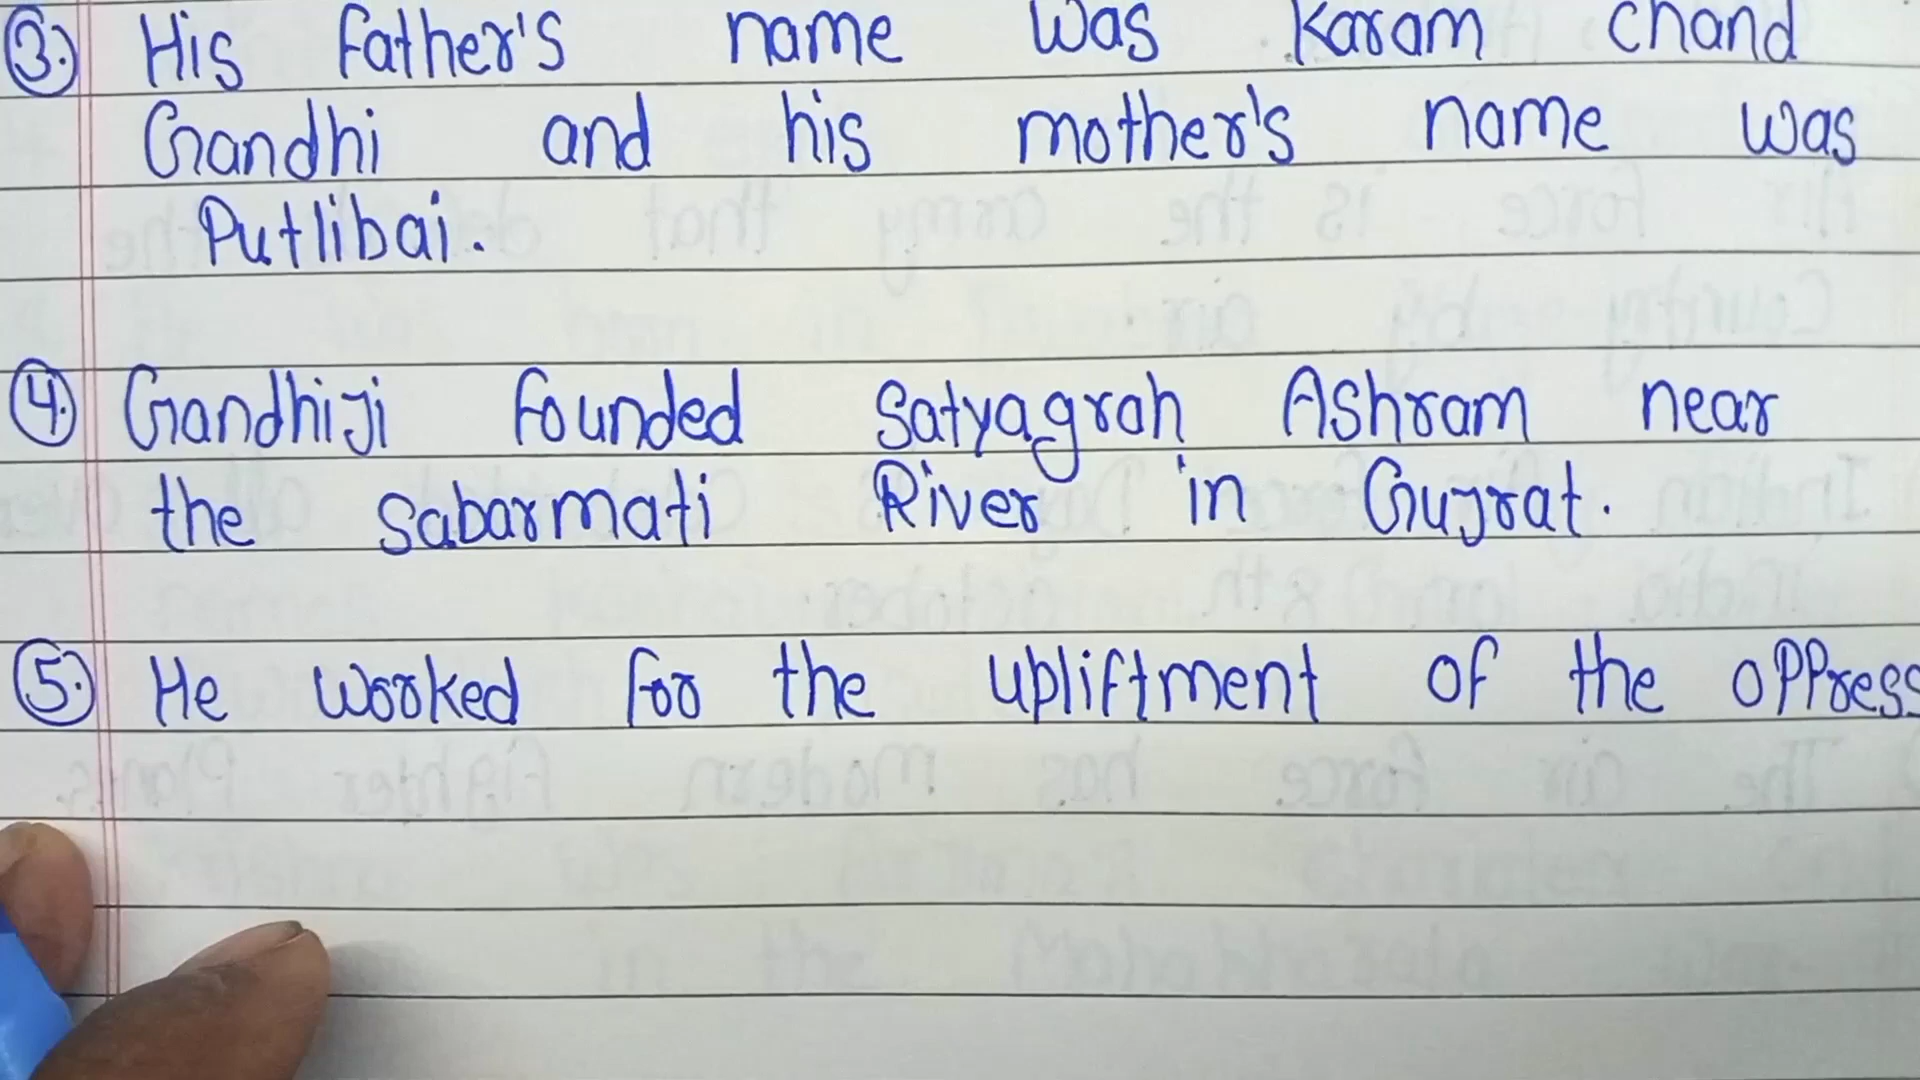 3. His Father's name was Karam chand
Gandhi and his mother's name was
Putlibai.
4. Gandhiji Founded Satyagrah Ashram near
the Sabarmati River in Gujrat.
5. He worked For the upliftment of the oPPress